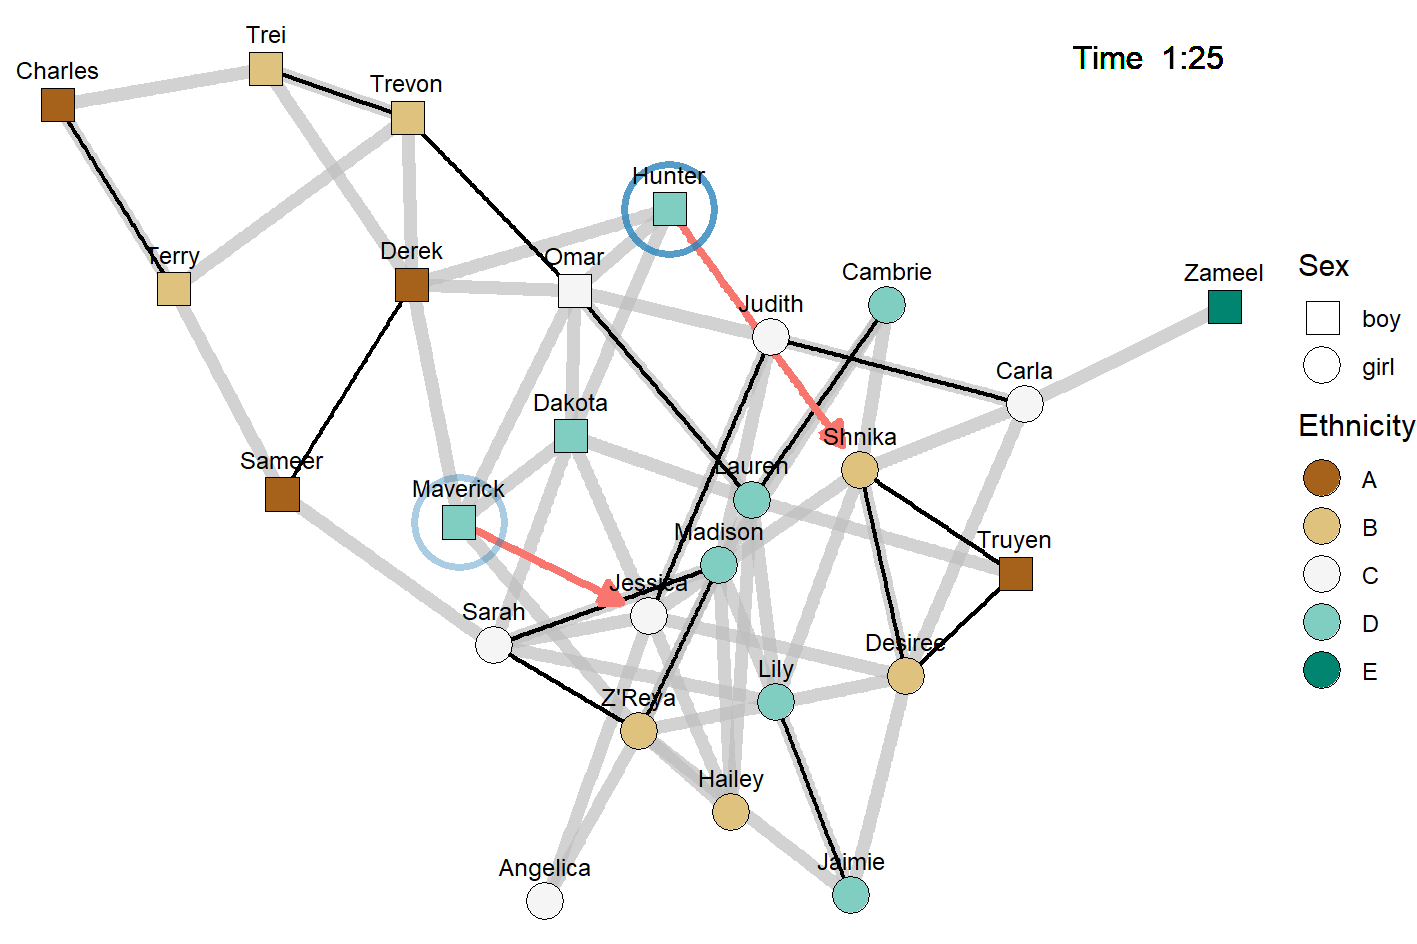 Trei
Time 1:25
Charles
Trevon
Hunter
Terry
Derek
Omar
Cambrie
Zameel
Sex
Judith
boy
girl
Carla
Dakota
Ethnicity
Shnika
Sameer
Lauren
A
Maverick
B
Madison
Truyen
C
Jessica
Sarah
D
Desiree
Lily
E
Z'Reya
Hailey
Angelica
Jaimie